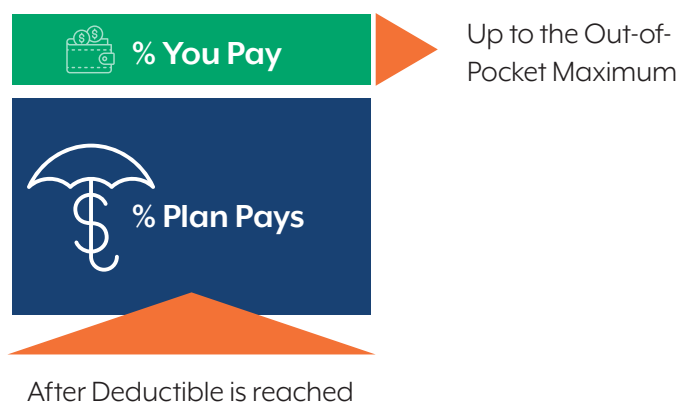 % You Pay
Up to the Out-of-
Pocket Maximum
% Plan Pays
After Deductible is reached